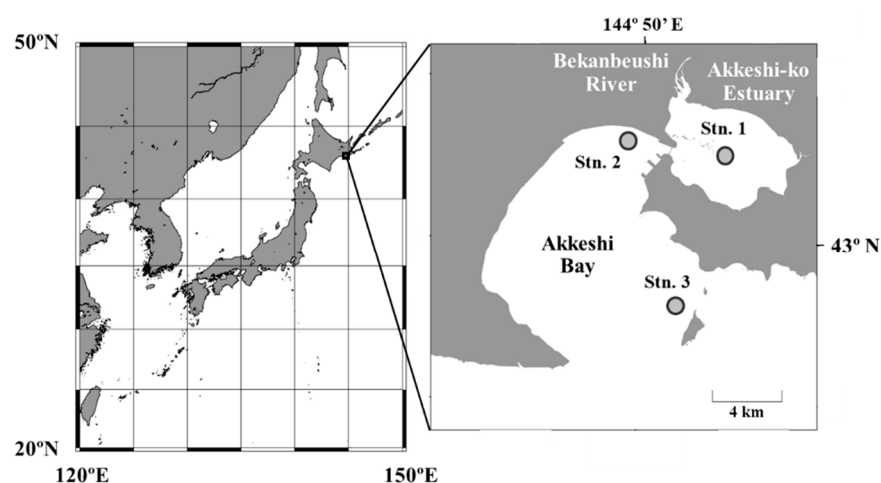 144º 50' E
50ºN
Bekanbeushi
River
Akkeshi-ko
Estuary
Stn. 1
Stn. 2
Akkeshi
Bay
43º N
Stn. 3
4 km
20ºN
120ºE
150ºE